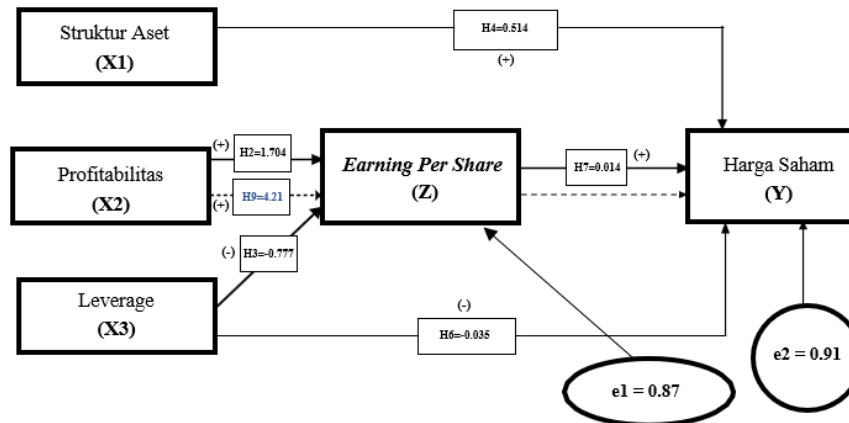 Struktur Aset
(X1)
H4=0.514
(+)
Profitabilitas
(X2)
(+)
H2=1.704
H9=4.21
(+)
Earning Per Share
(Z)
H7=0.014
(+)
Harga Saham
(Y)
(-)
H3=-0.777
Leverage
(X3)
(-)
H6=-0.035
e1 = 0.87
e2 = 0.91